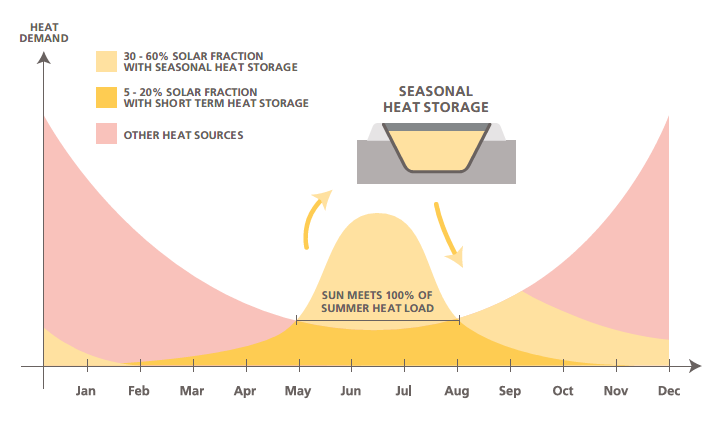 HEAT
DEMAND
30 - 60% SOLAR FRACTION
WITH SEASONAL HEAT STORAGE
5 - 20% SOLAR FRACTION
WITH SHORT TERM HEAT STORAGE
OTHER HEAT SOURCES
SEASONAL
HEAT STORAGE
SUN MEETS 100% OF
SUMMER HEAT LOAD
Jan Feb Mar Apr May Jun Jul Aug Sep Oct Nov Dec